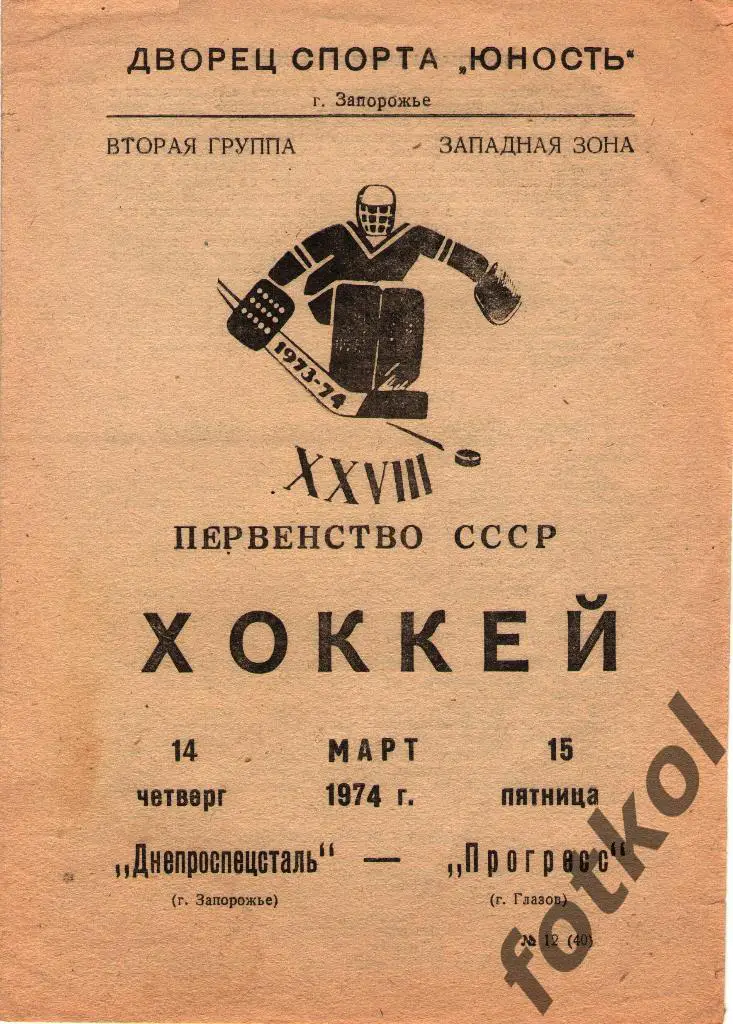 ДВОРЕЦ СПОРТА „ЮНОСТЬ“
г. Запорожье
ВТОРАЯ ГРУППА ЗАПАДНАЯ ЗОНА
1973-74
XXVIII
ПЕРВЕНСТВО СССР
ХОККЕЙ
14 МАРТ 15
четверг 1974 г. пятница
„Днепроспецсталь“ — „Прогресс“
(г. Запорожье) (г. Глазов)
№ 12 (40)
fotkol